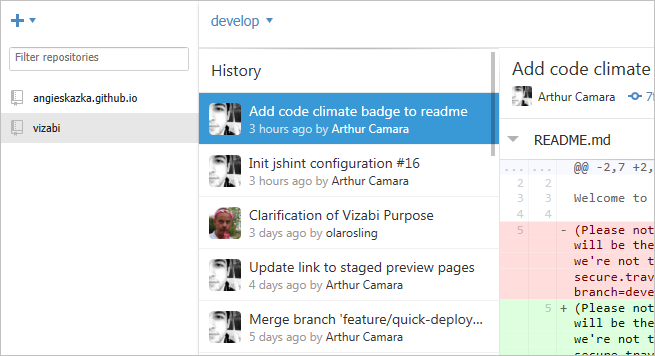 develop
Filter repositories
angieskazka.github.io
vizabi
History
Add code climate badge to readme
3 hours ago by Arthur Camara
Init jshint configuration #16
3 hours ago by Arthur Camara
Clarification of Vizabi Purpose
3 days ago by olarosling
Update link to staged preview pages
4 days ago by Arthur Camara
Merge branch 'feature/quick-deploy...
5 days ago by Arthur Camara
Add code climate
Arthur Camara
README.md
... ... @@ -2,7 +2,
2 2
3 3 Welcome to
4 4
5 - (Please not
will be the
we're not t
secure.trav
branch=deve
5 + (Please not
will be the
we're not t
secure.trav